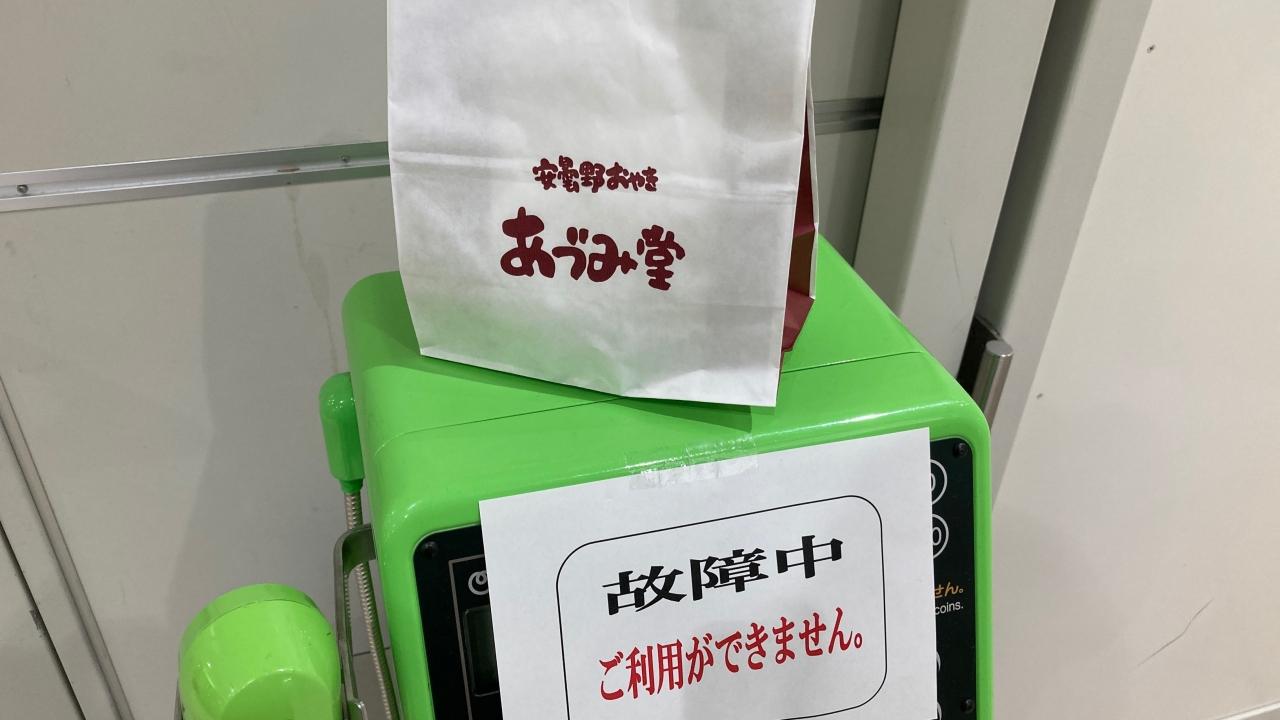 安曇野おやき
あづみ堂
故障中
ご利用ができません。
せん。
coins.